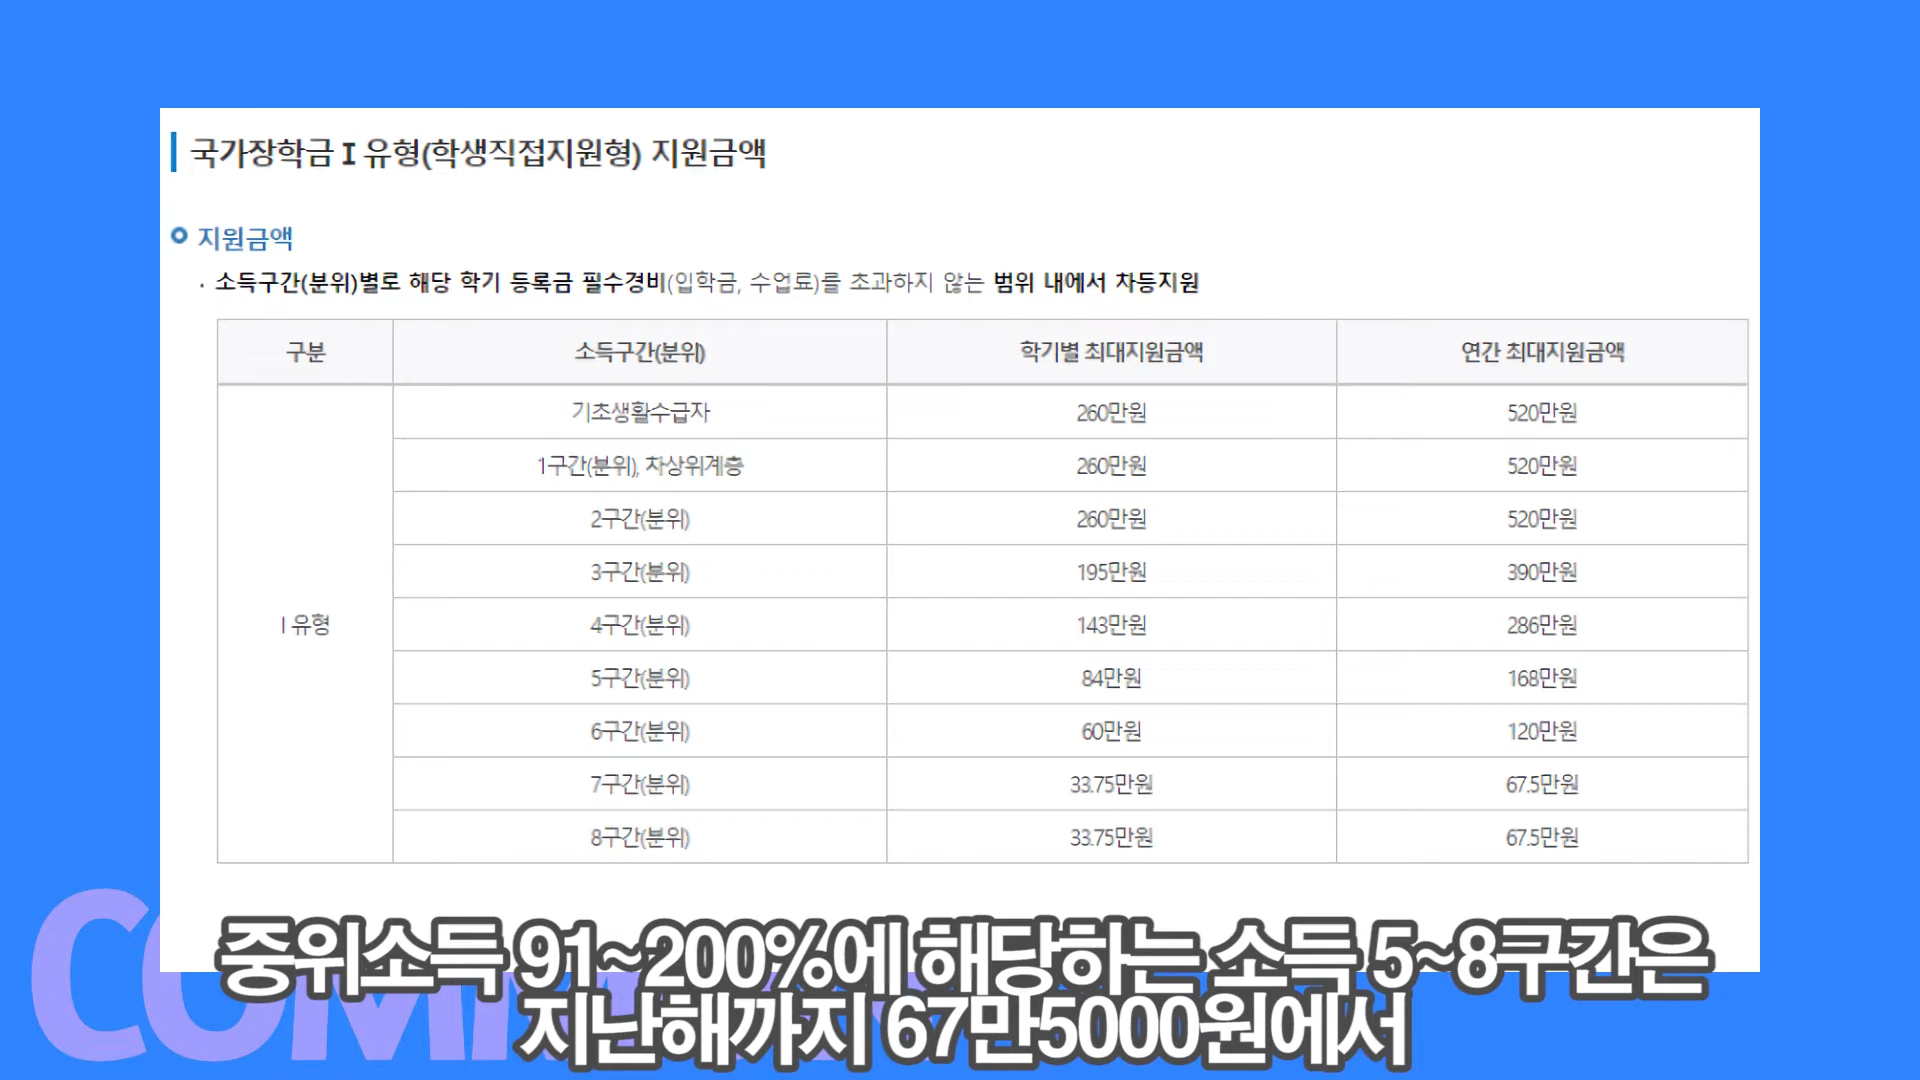 국가장학금 I 유형(학생직접지원형) 지원금액
지원금액
· 소득구간(분위)별로 해당 학기 등록금 필수경비(입학금, 수업료)를 초과하지 않는 범위 내에서 차등지원
구분 소득구간(분위) 학기별 최대지원금액 연간 최대지원금액
기초생활수급자 260만원 520만원
1구간(분위), 차상위계층 260만원 520만원
2구간(분위) 260만원 520만원
3구간(분위) 195만원 390만원
I 유형 4구간(분위) 143만원 286만원
5구간(분위) 84만원 168만원
6구간(분위) 60만원 120만원
7구간(분위) 33.75만원 67.5만원
8구간(분위) 33.75만원 67.5만원
중위소득 91~200%에 해당하는 소득 5~8구간은
지난해까지 67만5000원에서